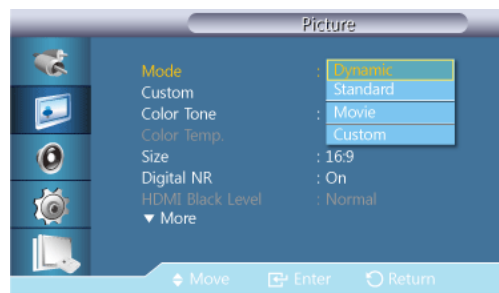 Picture
Mode : Dynamic
Custom Standard
Color Tone : Movie
Color Temp. Custom
Size : 16:9
Digital NR : On
HDMI Black Level : Normal
▼ More
Move Enter Return